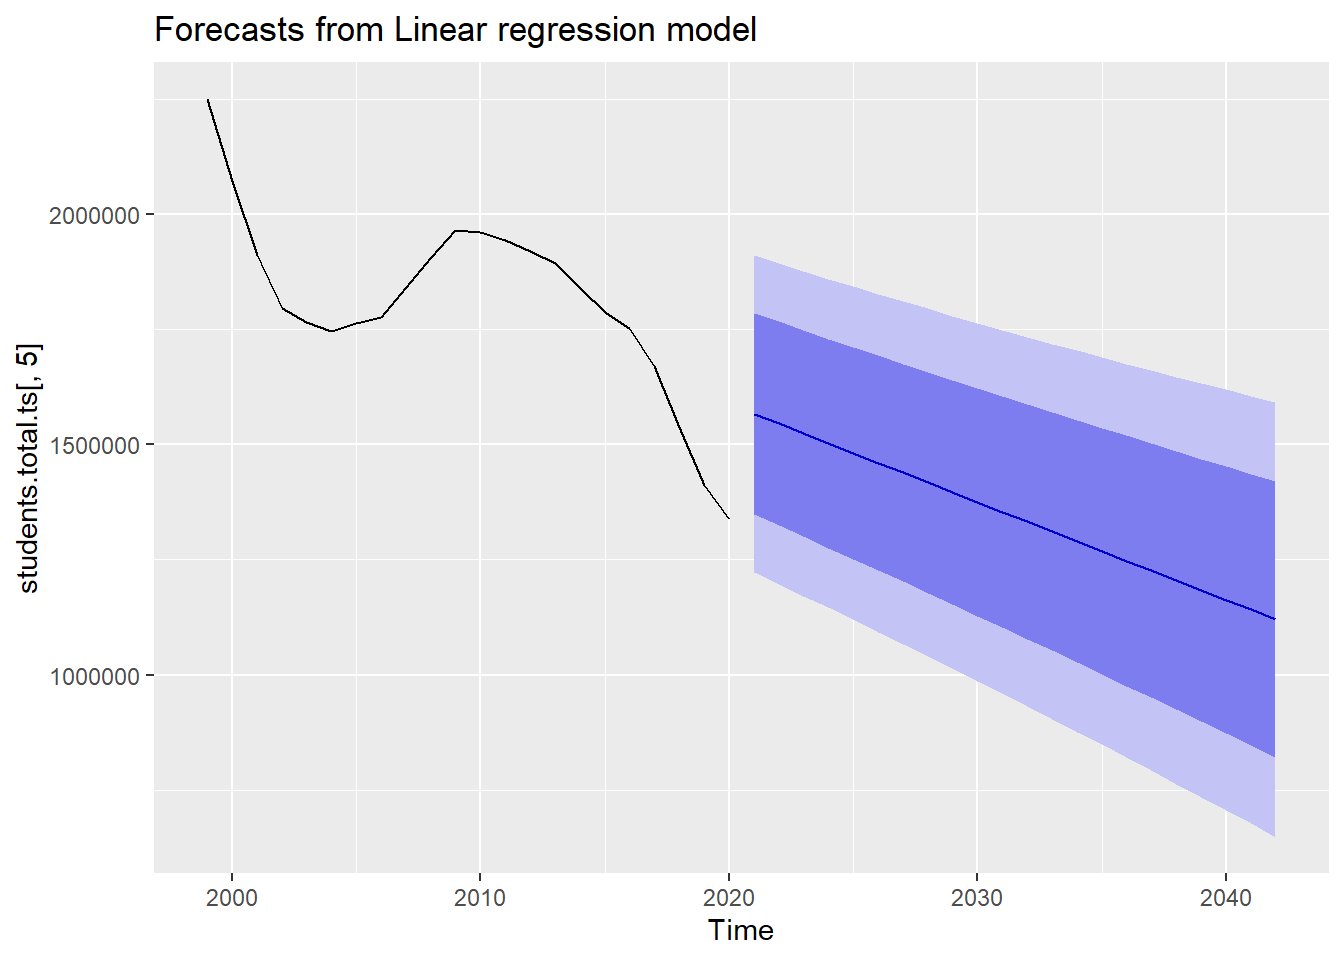 Forecasts from Linear regression model
students.total.ts[, 5]
2000000
1500000
1000000
2000 2010 2020 2030 2040
Time